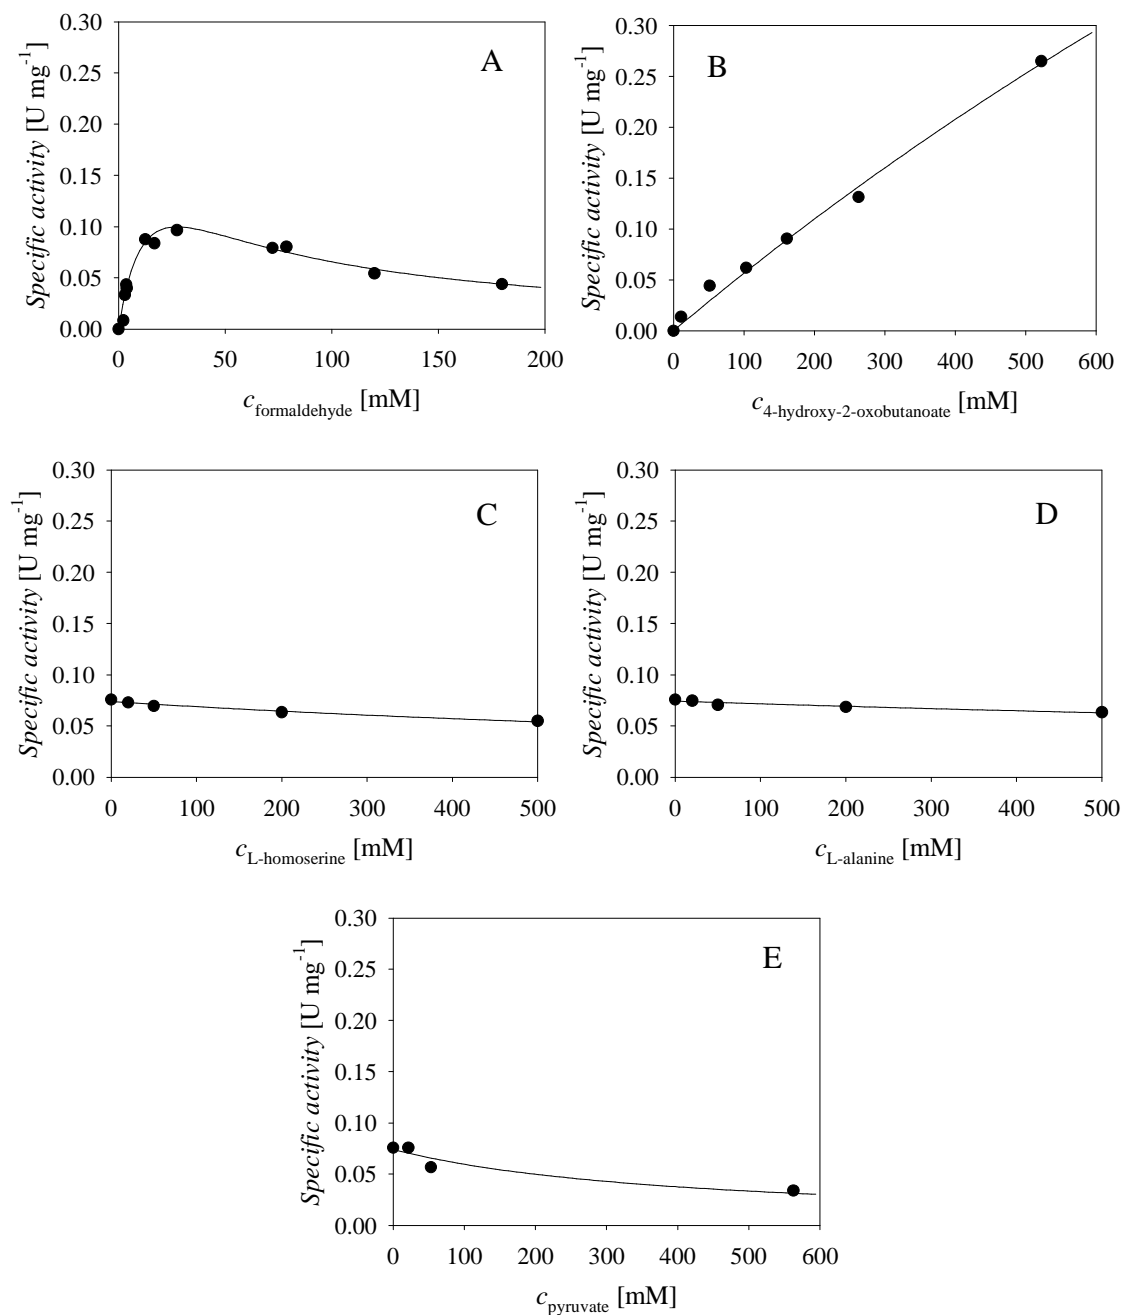 A
Specific activity [U mg-1]
0.30
0.25
0.20
0.15
0.10
0.05
0.00
0 50 100 150 200
c formaldehyde [mM]
B
Specific activity [U mg-1]
0.30
0.25
0.20
0.15
0.10
0.05
0.00
0 100 200 300 400 500 600
c 4-hydroxy-2-oxobutanoate [mM]
C
Specific activity [U mg-1]
0.30
0.25
0.20
0.15
0.10
0.05
0.00
0 100 200 300 400 500
c L-homoserine [mM]
D
Specific activity [U mg-1]
0.30
0.25
0.20
0.15
0.10
0.05
0.00
0 100 200 300 400 500
c L-alanine [mM]
E
Specific activity [U mg-1]
0.30
0.25
0.20
0.15
0.10
0.05
0.00
0 100 200 300 400 500 600
c pyruvate [mM]